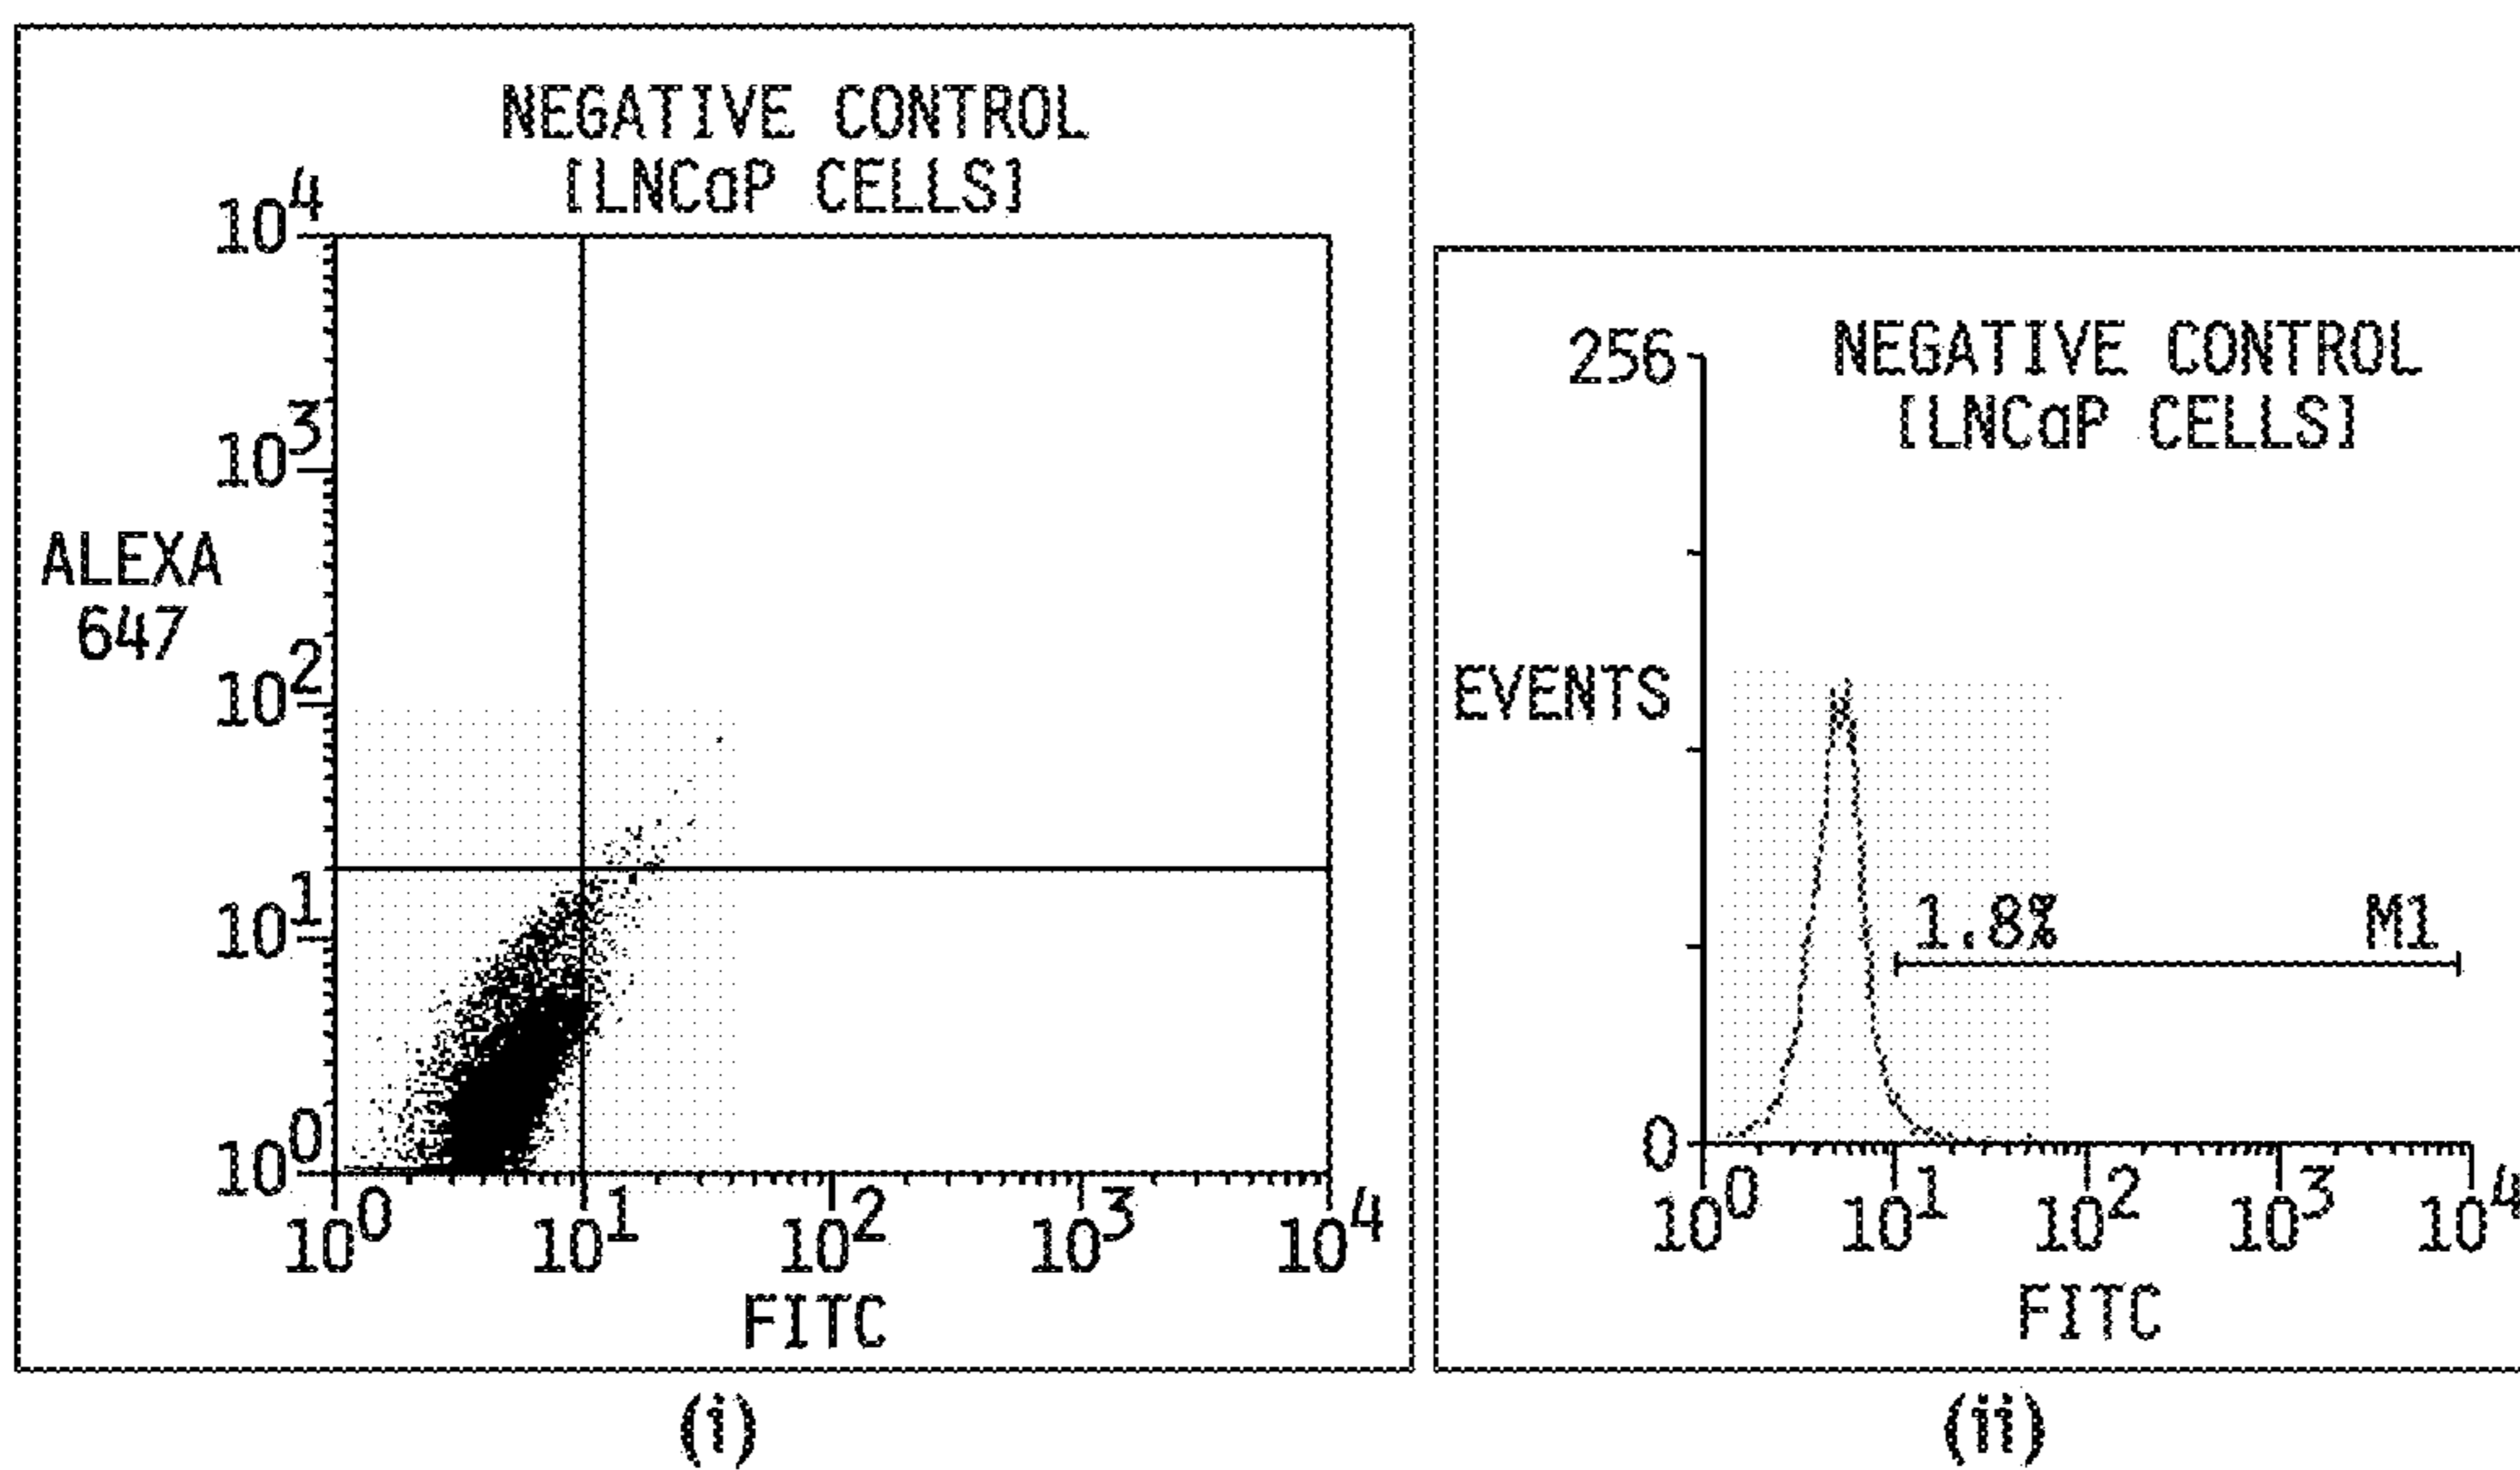 NEGATIVE CONTROL
[LNCaP CELLS]
10^4
10^3
ALEXA
647
10^2
10^1
10^0
10^0 10^1 10^2 10^3 10^4
FITC
(i)
NEGATIVE CONTROL
[LNCaP CELLS]
256
EVENTS
1.8% M1
0
10^0 10^1 10^2 10^3 10^4
FITC
(ii)